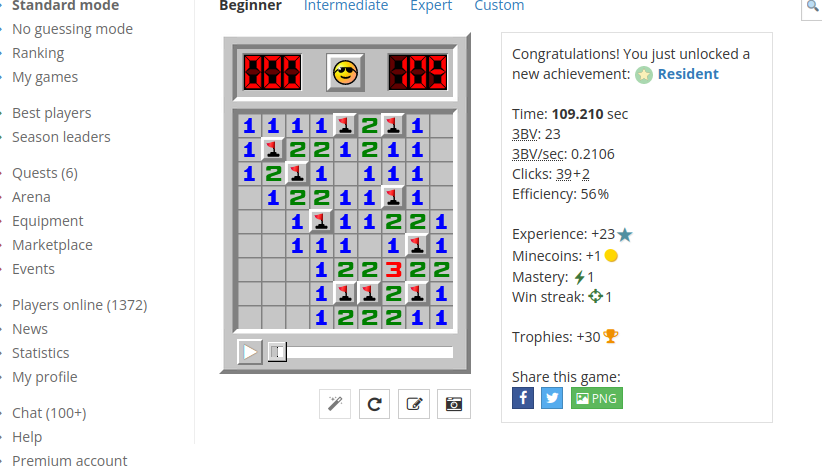 Standard mode
No guessing mode
Ranking
My games
Best players
Season leaders
Quests (6)
Arena
Equipment
Marketplace
Events
Players online (1372)
News
Statistics
My profile
Chat (100+)
Help
Premium account
Beginner Intermediate Expert Custom
000
1 1 1 1 2 1
1 2 2 1 2 1 1
1 2 1 1 1 1
1 2 2 1 1 1
1 1 1 2 2 1
1 1 1 1 1
1 2 2 3 2 2
1 2 1
1 2 2 2 1 1
Congratulations! You just unlocked a
new achievement: Resident
Time: 109.210 sec
3BV: 23
3BV/sec: 0.2106
Clicks: 39+2
Efficiency: 56%
Experience: +23
Minecoins: +1
Mastery: 1
Win streak: 1
Trophies: +30
Share this game:
f PNG